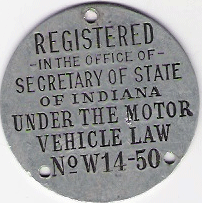 REGISTERED
-IN THE OFFICE OF-
SECRETARY OF STATE
OF INDIANA
UNDER THE MOTOR
VEHICLE LAW
No W14-50